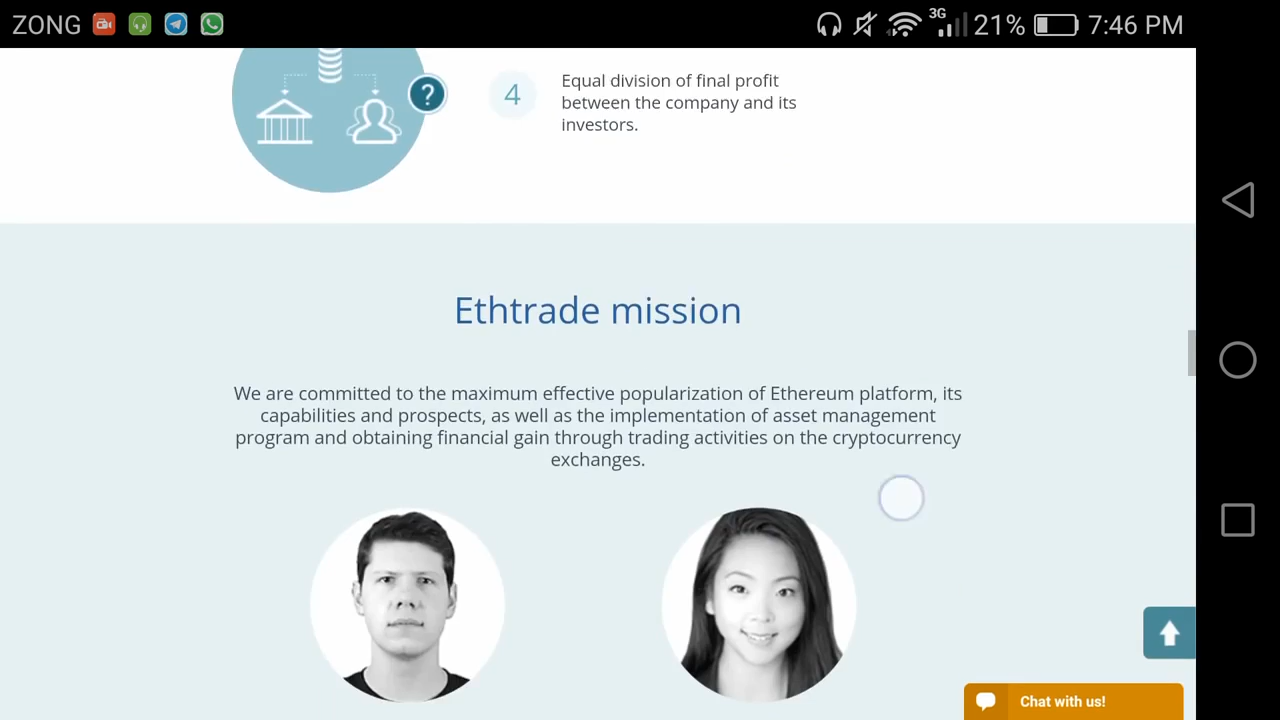 ZONG
3G
21%
7:46 PM
?
4
Equal division of final profit
between the company and its
investors.
Ethtrade mission
We are committed to the maximum effective popularization of Ethereum platform, its
capabilities and prospects, as well as the implementation of asset management
program and obtaining financial gain through trading activities on the cryptocurrency
exchanges.
Chat with us!